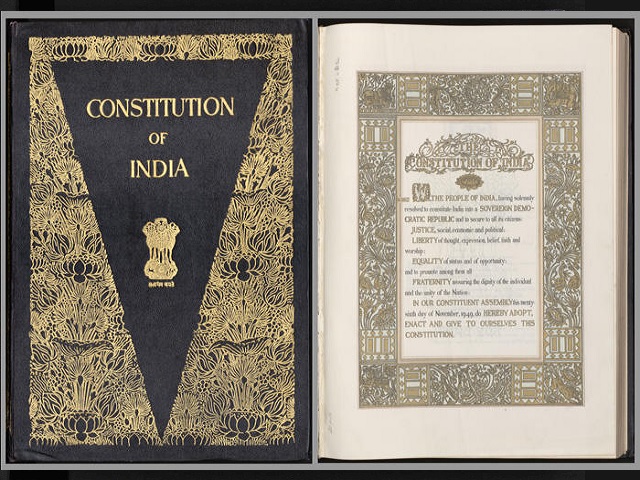 CONSTITUTION
OF
INDIA
सत्यमेव जयते
THE
CONSTITUTION OF INDIA
WE, THE PEOPLE OF INDIA, having solemnly
resolved to constitute India into a SOVEREIGN DEMO-
CRATIC REPUBLIC and to secure to all its citizens:
JUSTICE, social, economic and political;
LIBERTY of thought, expression, belief, faith and
worship;
EQUALITY of status and of opportunity;
and to promote among them all
FRATERNITY assuring the dignity of the individual
and the unity of the Nation;
IN OUR CONSTITUENT ASSEMBLY this twenty-
sixth day of November, 1949, do HEREBY ADOPT,
ENACT AND GIVE TO OURSELVES THIS
CONSTITUTION.